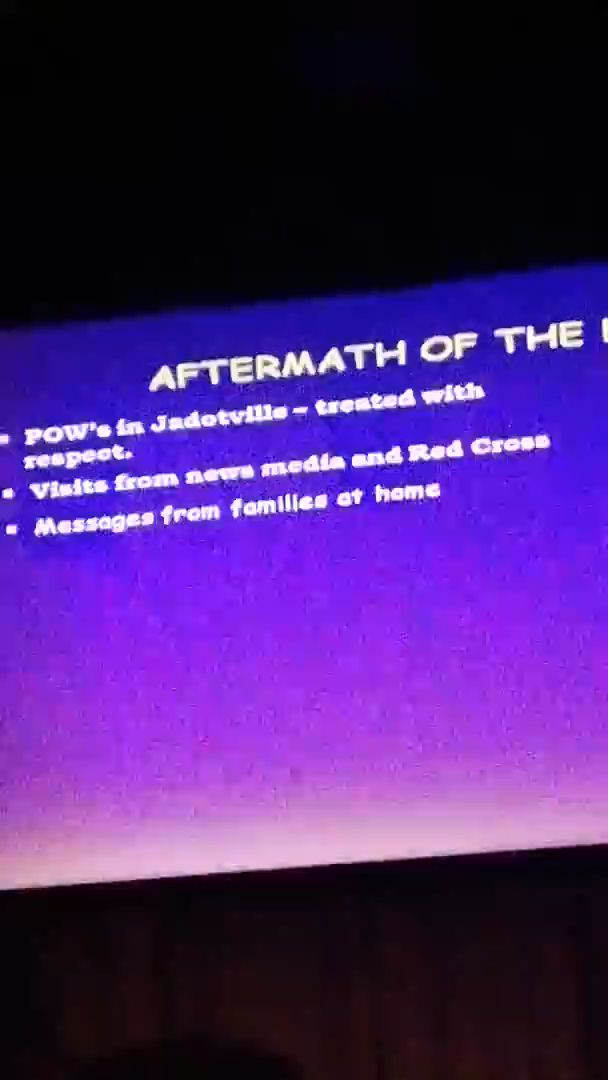 AFTERMATH OF THE
• POW's in Jadotville – treated with
respect.
• Visits from news media and Red Cross
• Messages from families at home